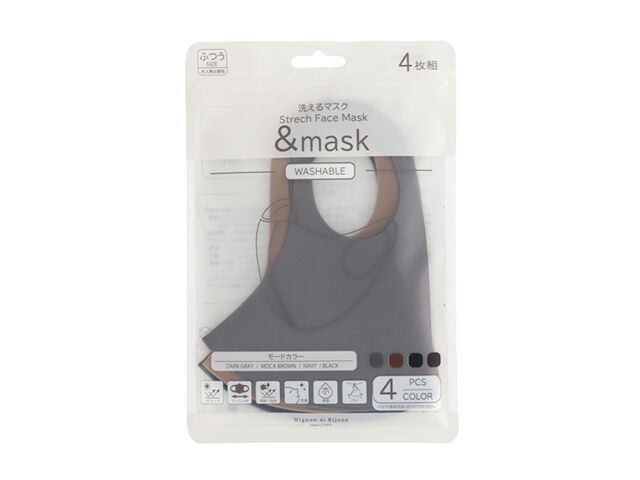 ふつう
SIZE
4枚組
洗えるマスク
Strech Face Mask
&mask
WASHABLE
モードカラー
DARK GRAY / MOCA BROWN / NAVY / BLACK
4
PCS
COLOR
Mignon de Bijoux